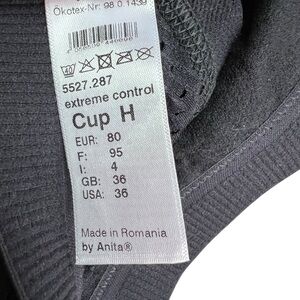 Ökotex-Nr: 98.0.1439
40
5527.287
extreme control
Cup H
EUR: 80
F: 95
I: 4
GB: 36
USA: 36
Made in Romania
by Anita®